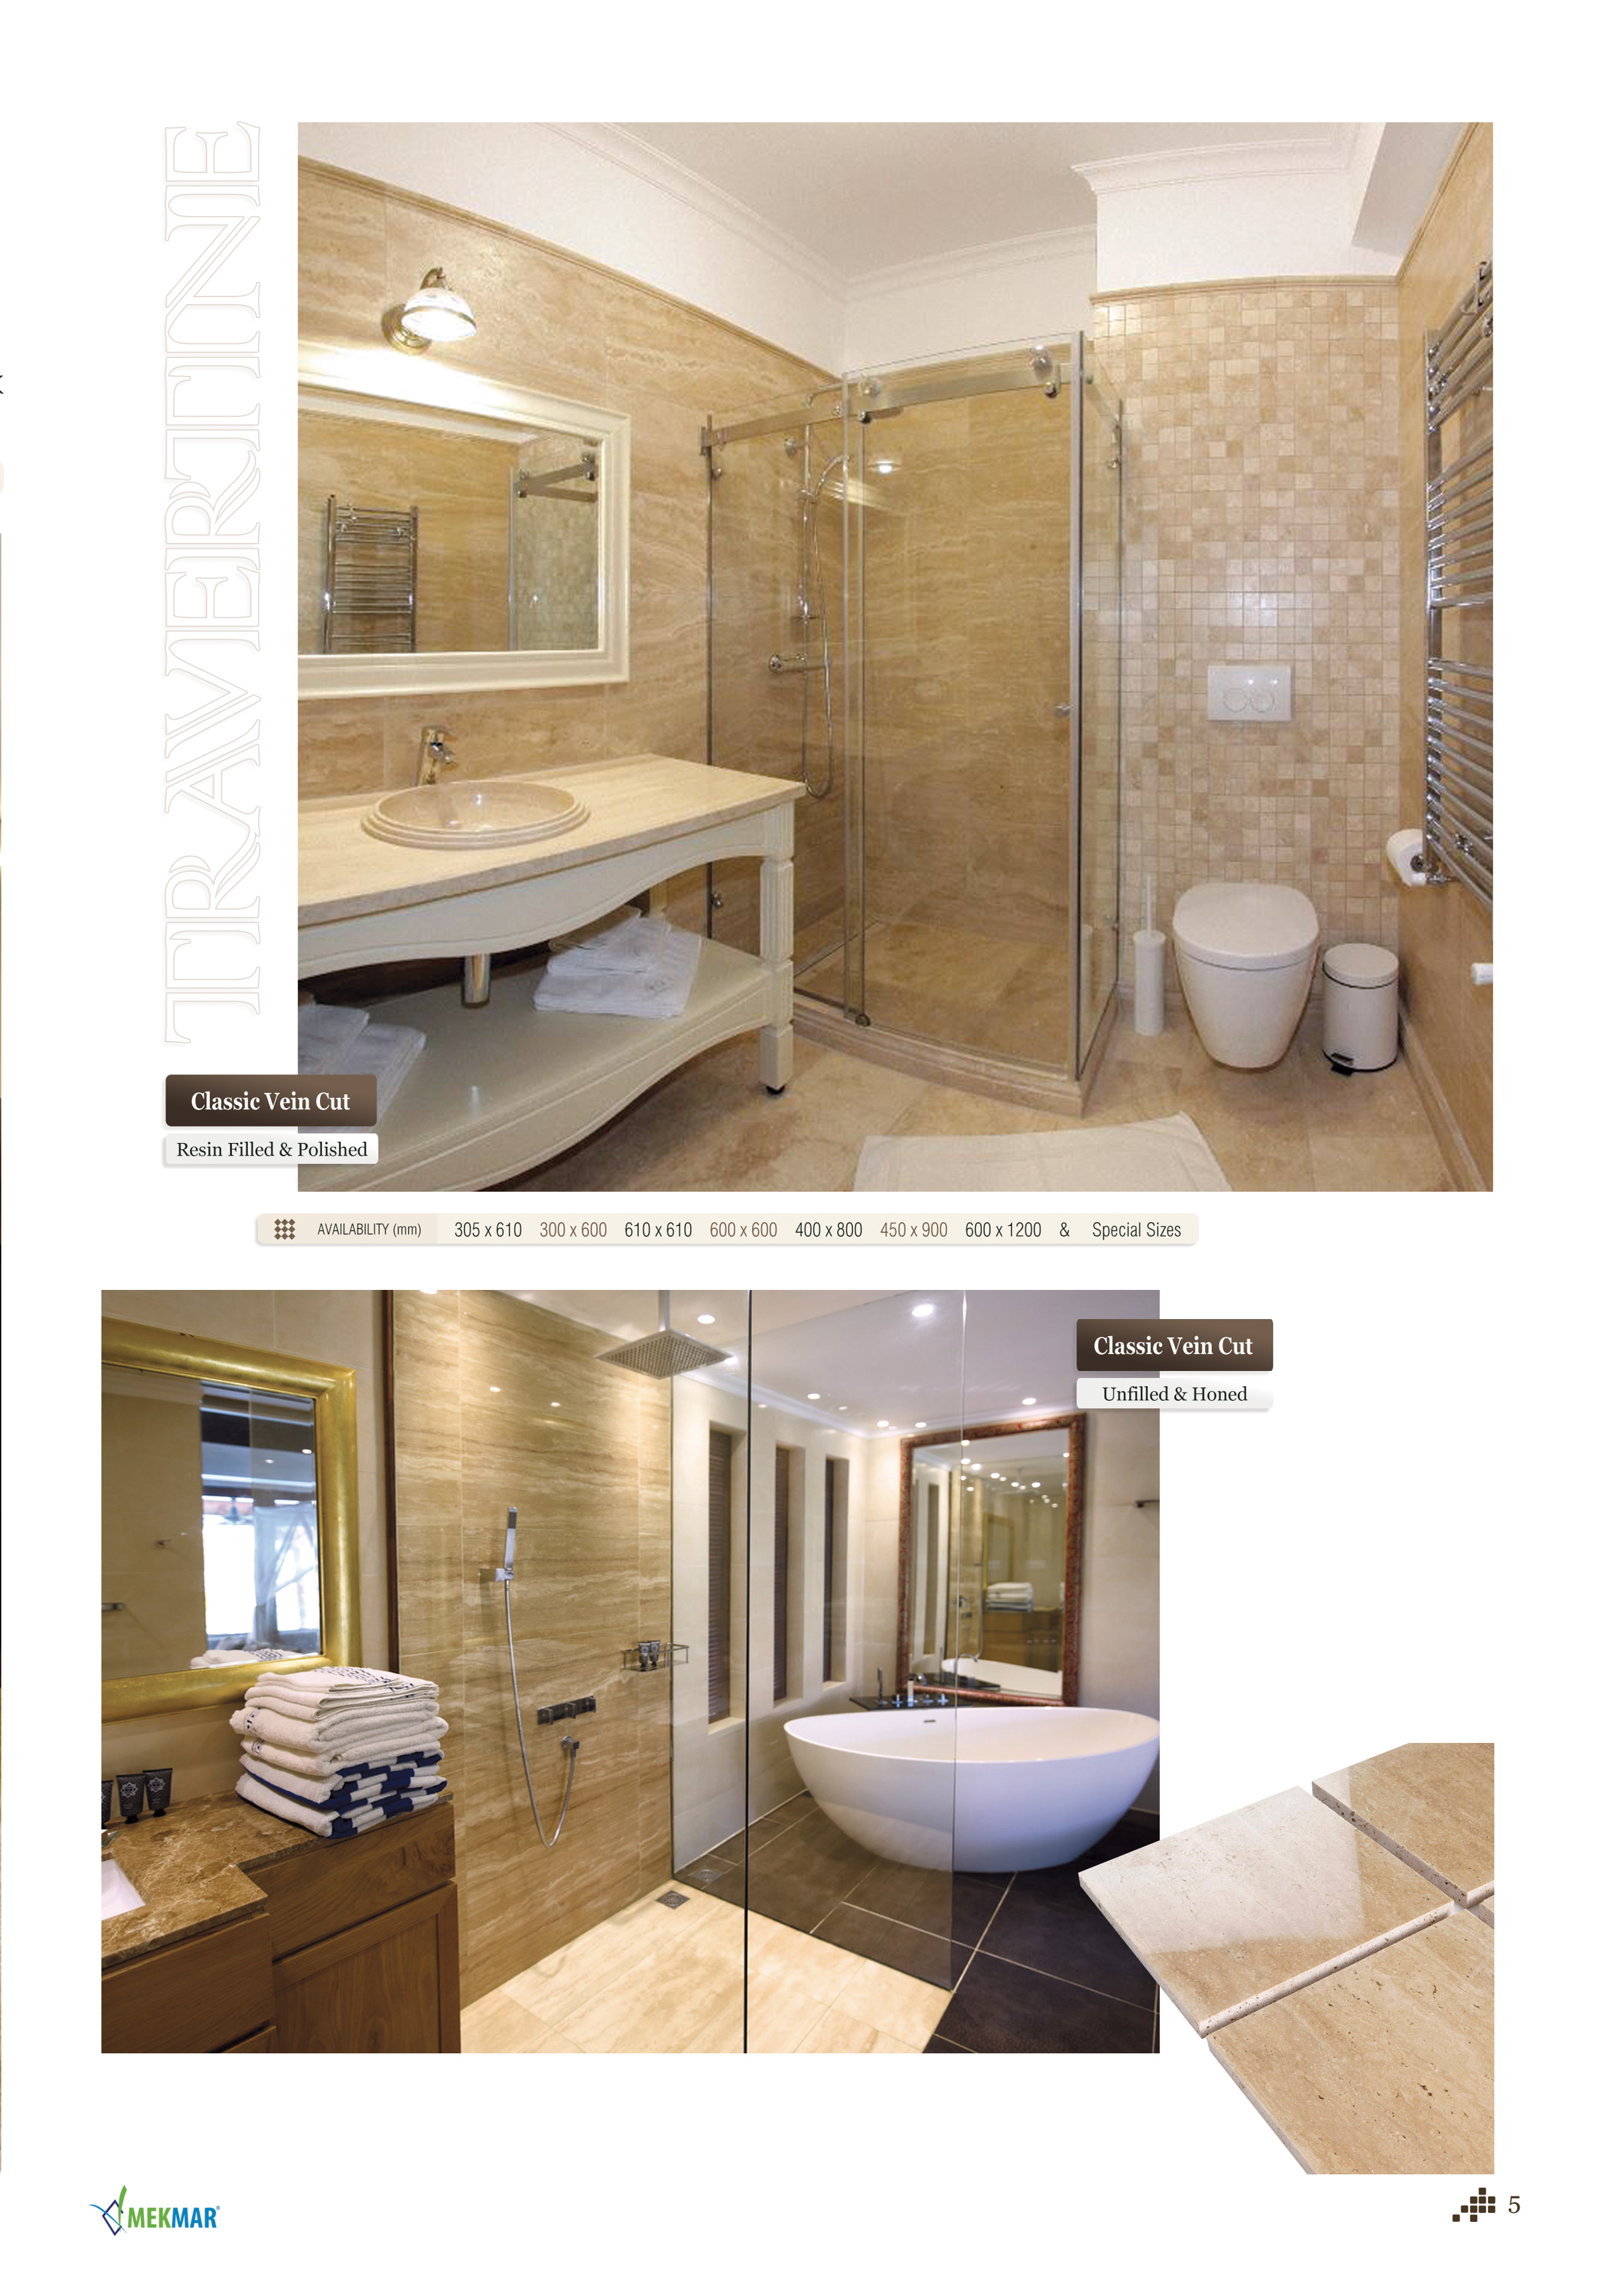 TRAVERTINE
Classic Vein Cut
Resin Filled & Polished
AVAILABILITY (mm) 305 x 610 300 x 600 610 x 610 600 x 600 400 x 800 450 x 900 600 x 1200 & Special Sizes
Classic Vein Cut
Unfilled & Honed
MEKMAR
5